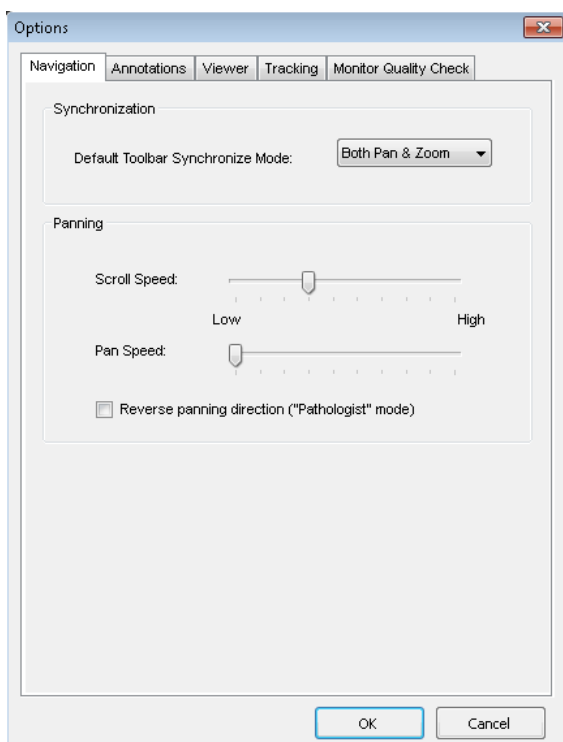 Options
Navigation Annotations Viewer Tracking Monitor Quality Check
Synchronization
Default Toolbar Synchronize Mode: Both Pan & Zoom
Panning
Scroll Speed:
Low High
Pan Speed:
Reverse panning direction ("Pathologist" mode)
OK Cancel